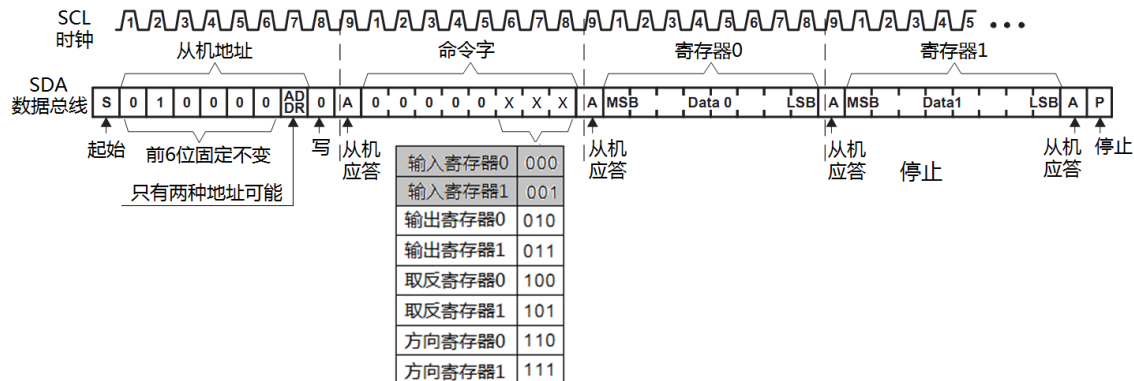 SCL
时钟
1 2 3 4 5 6 7 8 9 1 2 3 4 5 6 7 8 9 1 2 3 4 5 6 7 8 9 1 2 3 4 5 •••
从机地址 命令字 寄存器0 寄存器1
SDA
数据总线
S 0 1 0 0 0 0 AD DR 0 A 0 0 0 0 0 X X X A MSB Data 0 LSB A MSB Data1 LSB A P
起始 前6位固定不变 写 从机应答 从机应答 从机应答 停止 从机应答 停止
只有两种地址可能
输入寄存器0 000
输入寄存器1 001
输出寄存器0 010
输出寄存器1 011
取反寄存器0 100
取反寄存器1 101
方向寄存器0 110
方向寄存器1 111